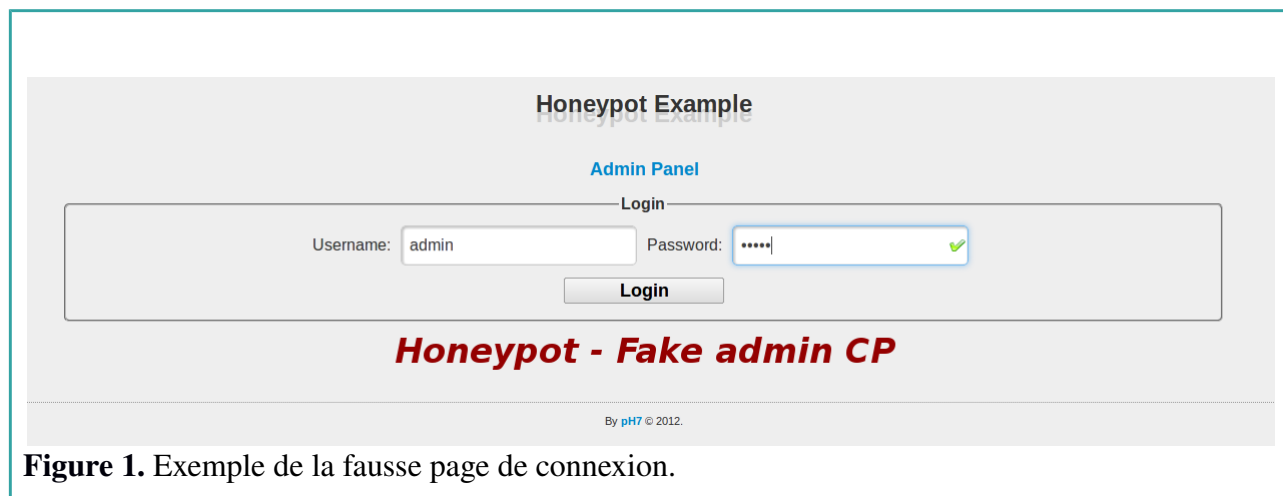 Honeypot Example
Admin Panel
Login
Username: admin Password: •••••
Login
Honeypot - Fake admin CP
By pH7 © 2012.
Figure 1. Exemple de la fausse page de connexion.